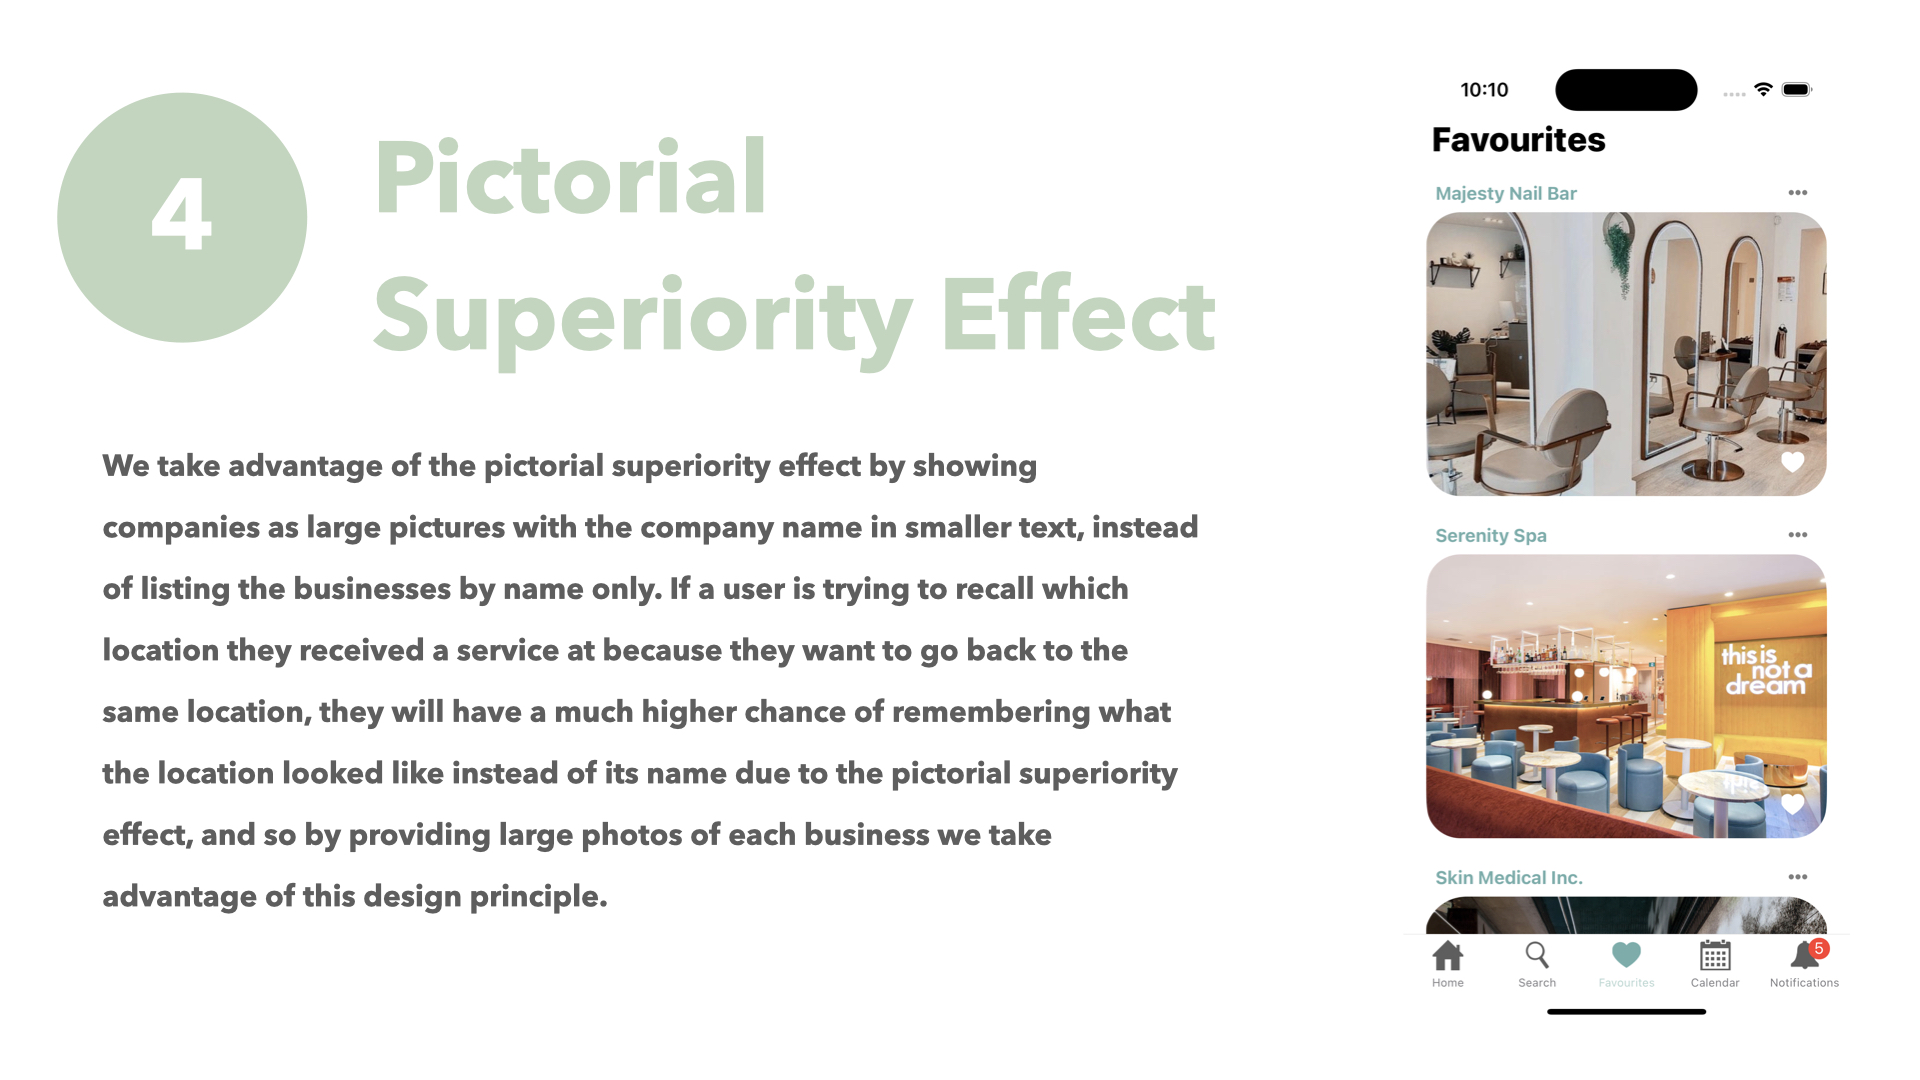 4
Pictorial
Superiority Effect
We take advantage of the pictorial superiority effect by showing
companies as large pictures with the company name in smaller text, instead
of listing the businesses by name only. If a user is trying to recall which
location they received a service at because they want to go back to the
same location, they will have a much higher chance of remembering what
the location looked like instead of its name due to the pictorial superiority
effect, and so by providing large photos of each business we take
advantage of this design principle.
10:10
Favourites
Majesty Nail Bar
Serenity Spa
this is
not a
dream
Skin Medical Inc.
5
Home
Search
Favourites
Calendar
Notifications